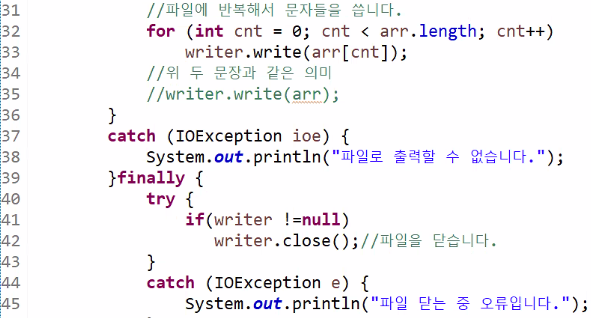 31 //파일에 반복해서 문자들을 씁니다.
32 for (int cnt = 0; cnt < arr.length; cnt++)
33 writer.write(arr[cnt]);
34 //위 두 문장과 같은 의미
35 //writer.write(arr);
36 }
37 catch (IOException ioe) {
38 System.out.println("파일로 출력할 수 없습니다.");
39 }finally {
40 try {
41 if(writer !=null)
42 writer.close();//파일을 닫습니다.
43 }
44 catch (IOException e) {
45 System.out.println("파일 닫는 중 오류입니다.");